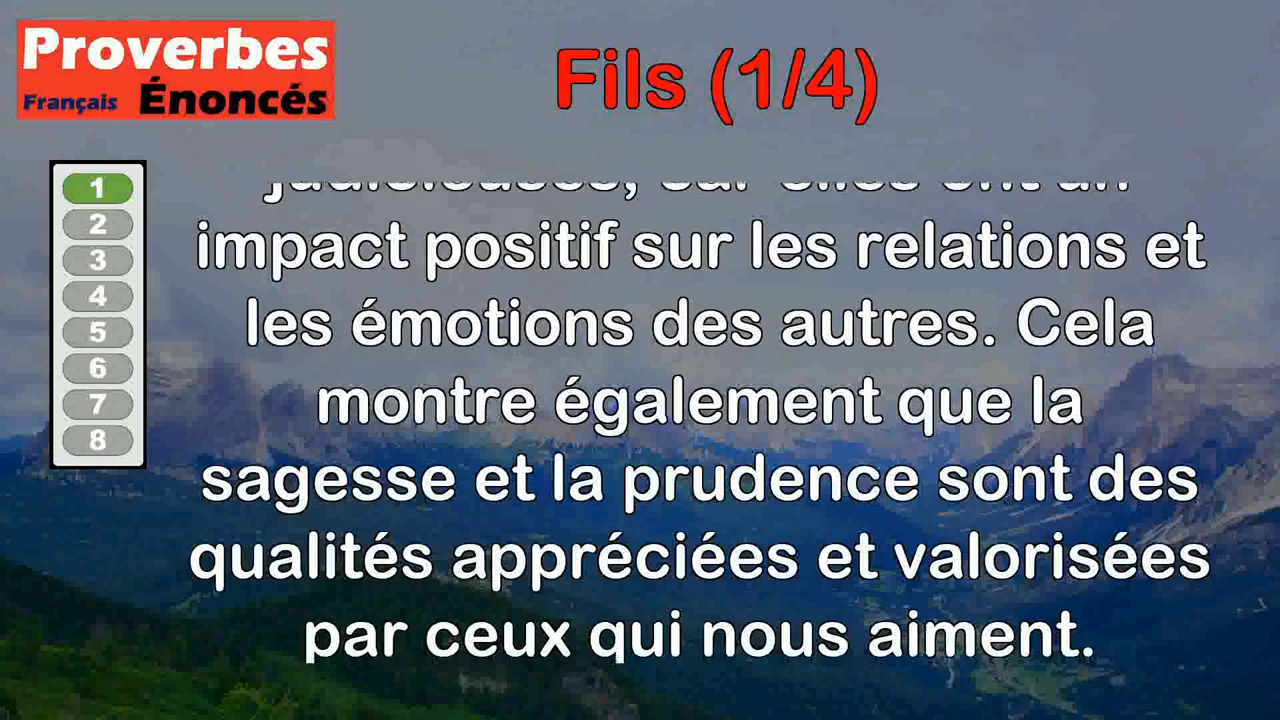 Proverbes
Français Énoncés
Fils (1/4)
1
2
3
4
5
6
7
8
impact positif sur les relations et
les émotions des autres. Cela
montre également que la
sagesse et la prudence sont des
qualités appréciées et valorisées
par ceux qui nous aiment.